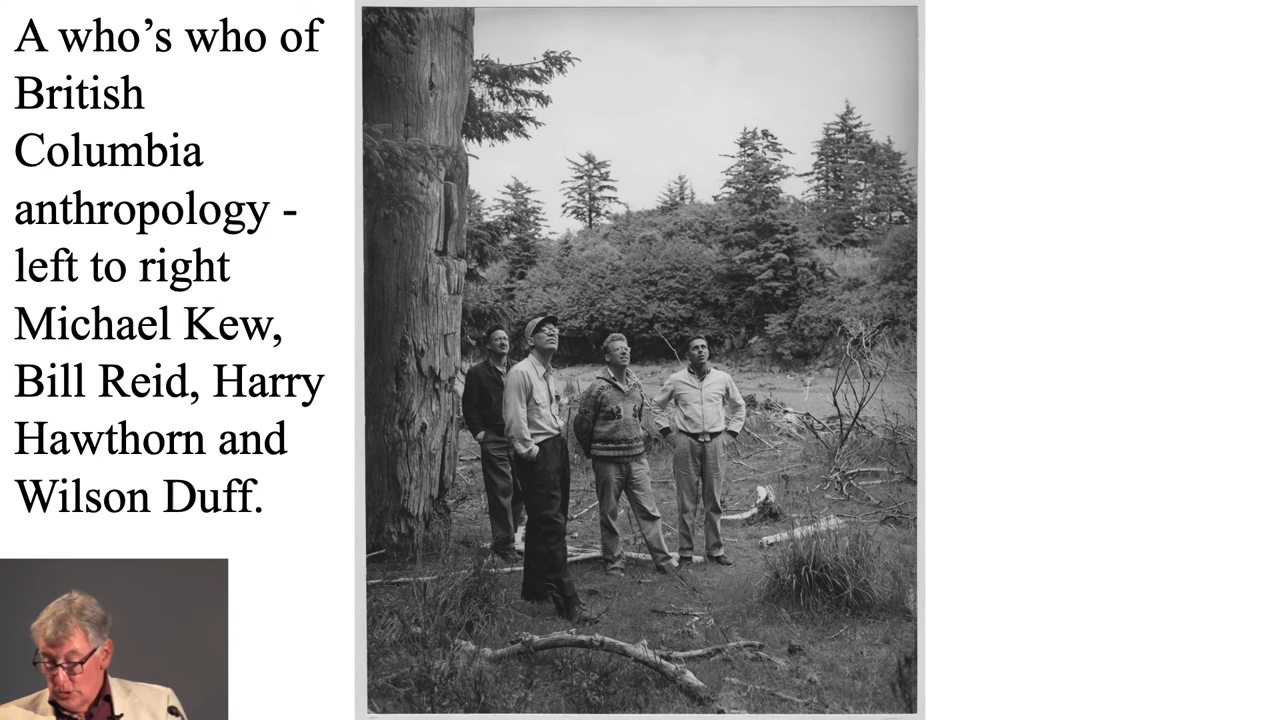 A who’s who of
British
Columbia
anthropology -
left to right
Michael Kew,
Bill Reid, Harry
Hawthorn and
Wilson Duff.